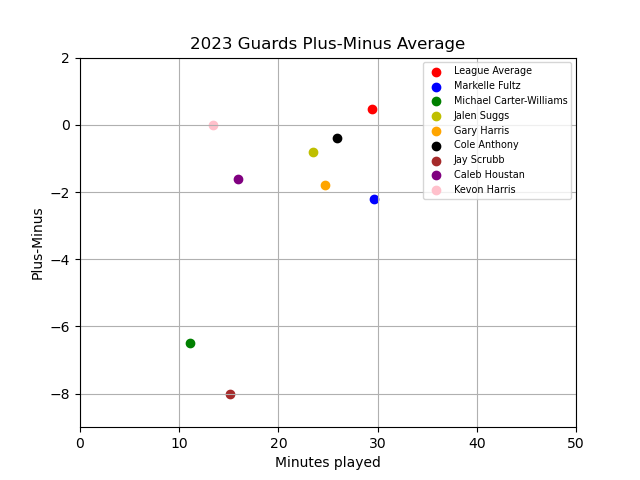 2023 Guards Plus-Minus Average
2
0
−2
−4
−6
−8
Plus-Minus
0 10 20 30 40 50
Minutes played
League Average
Markelle Fultz
Michael Carter-Williams
Jalen Suggs
Gary Harris
Cole Anthony
Jay Scrubb
Caleb Houstan
Kevon Harris